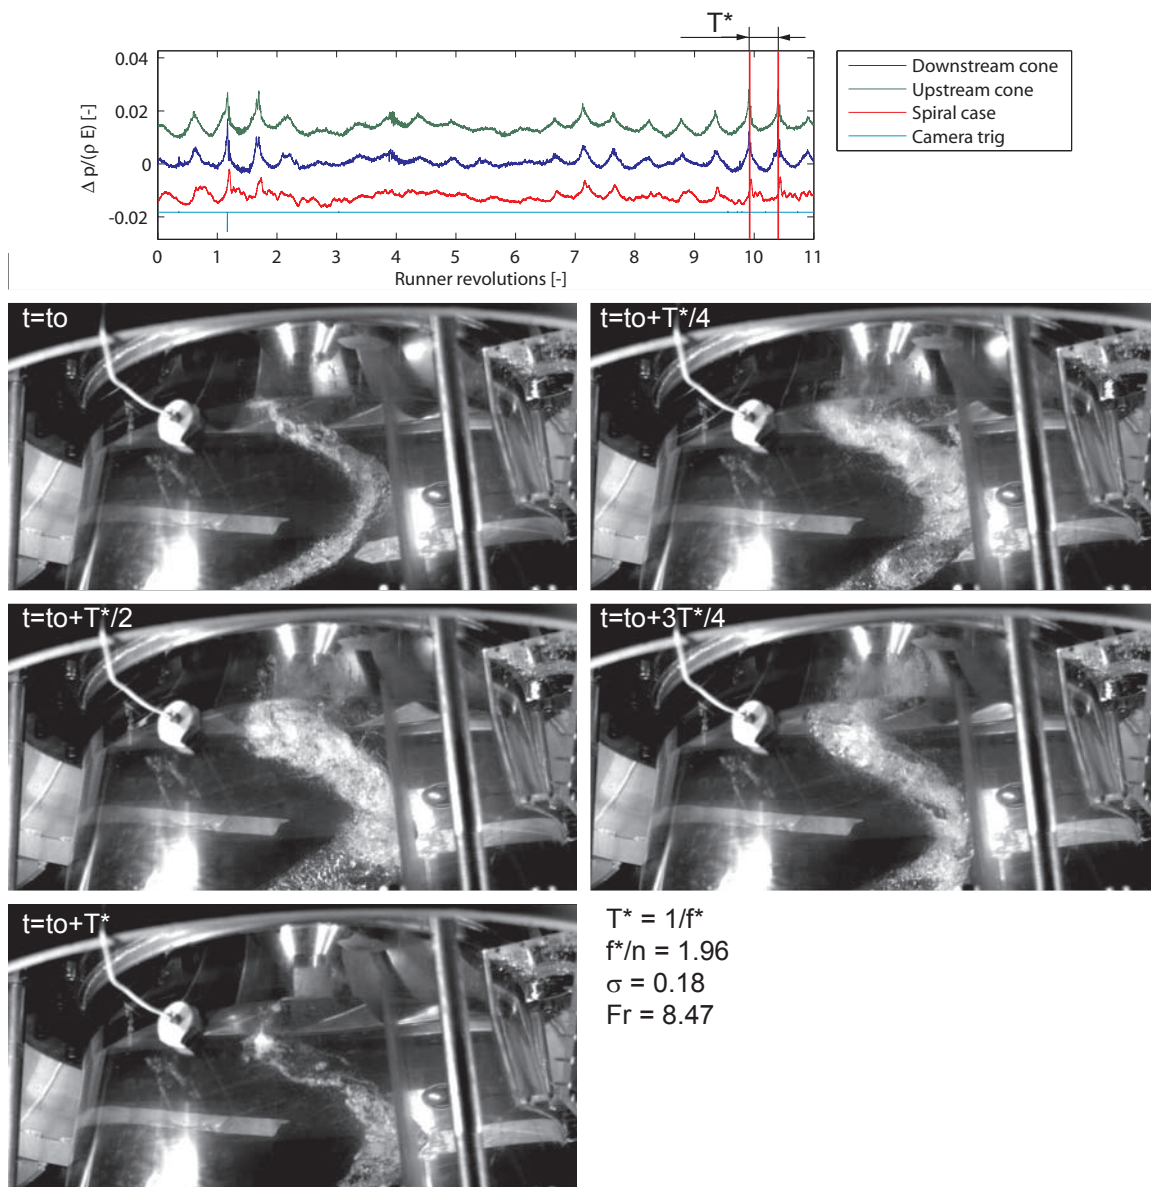 T*
0.04
0.02
0
-0.02
Δ p/(ρ E) [-]
0 1 2 3 4 5 6 7 8 9 10 11
Runner revolutions [-]
Downstream cone
Upstream cone
Spiral case
Camera trig
t=to
t=to+T*/4
t=to+T*/2
t=to+3T*/4
t=to+T*
T* = 1/f*
f*/n = 1.96
σ = 0.18
Fr = 8.47